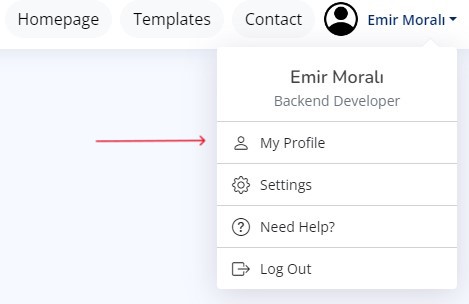 Homepage
Templates
Contact
Emir Moralı
Emir Moralı
Backend Developer
My Profile
Settings
Need Help?
Log Out